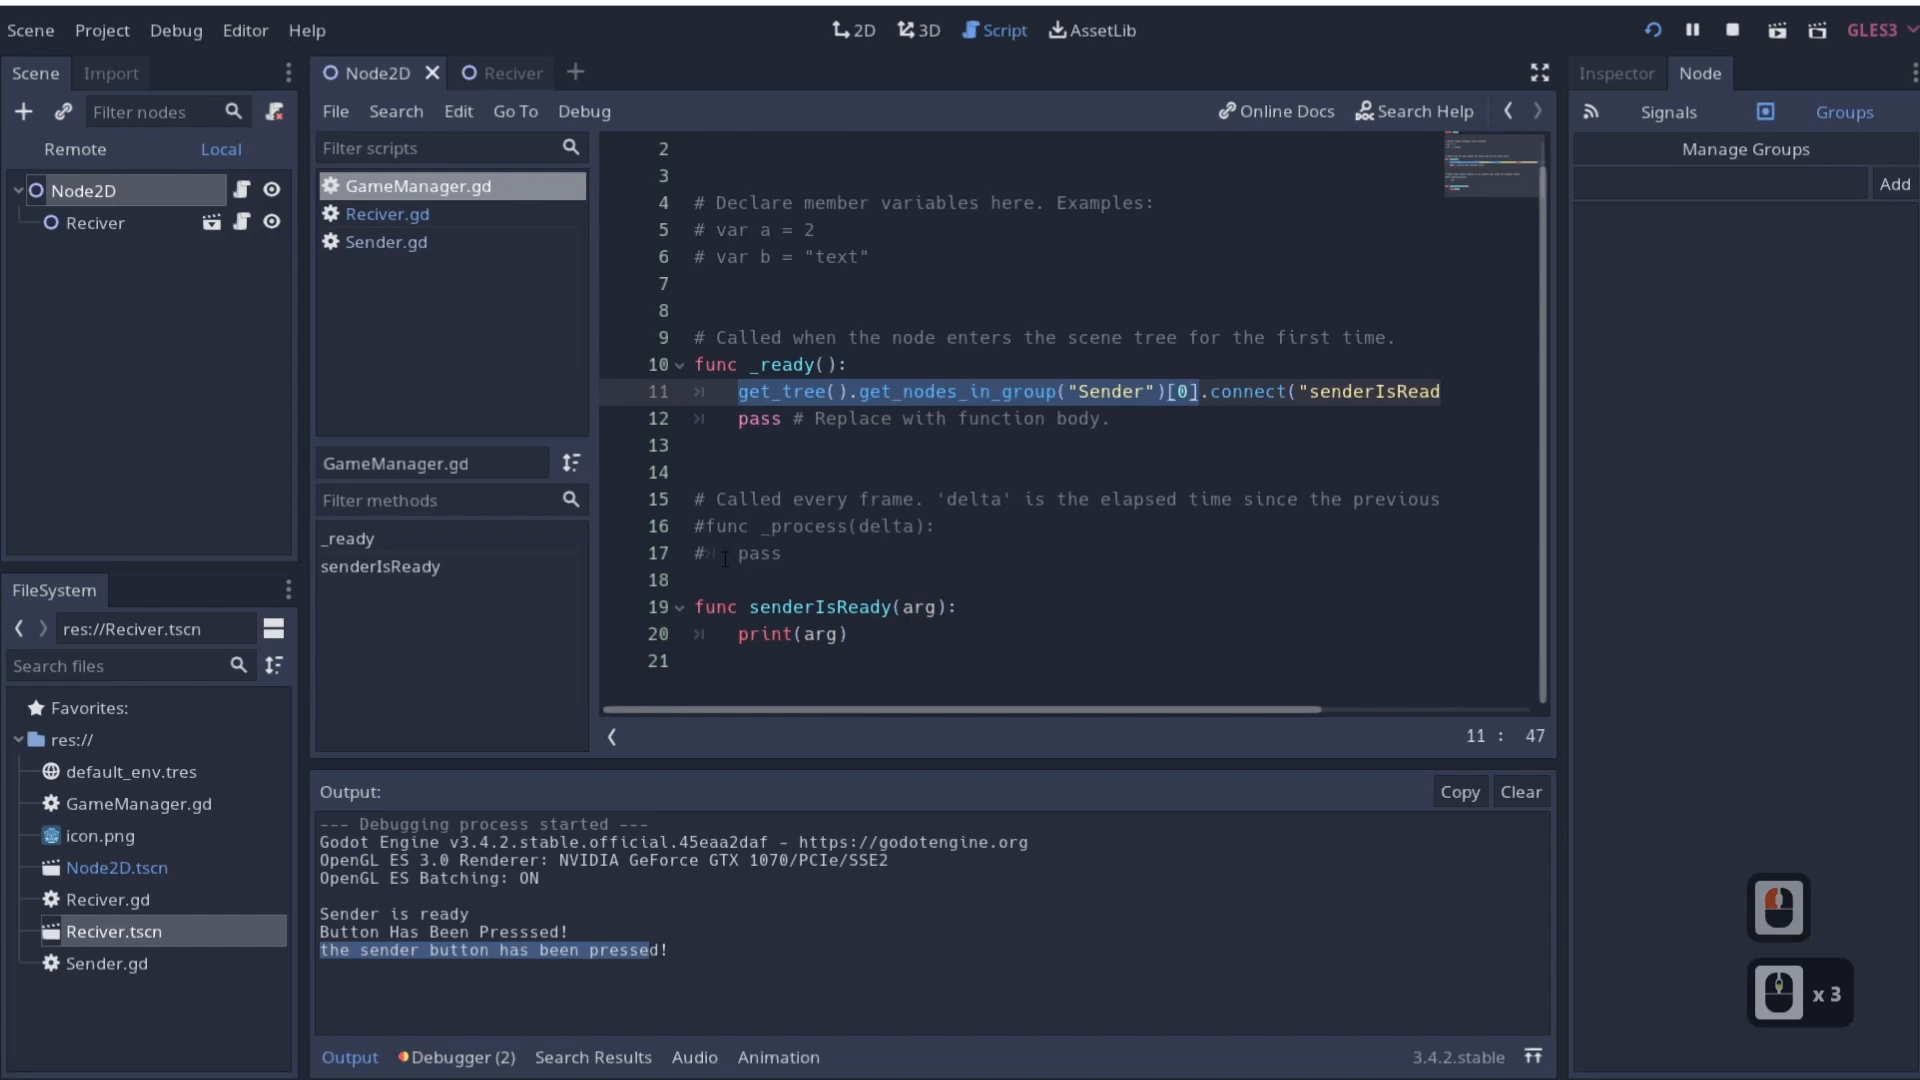 Scene Project Debug Editor Help
2D 3D Script AssetLib
GLES3
Scene Import
Filter nodes
Remote Local
Node2D
Reciver
Node2D Reciver
File Search Edit Go To Debug
Online Docs Search Help
Filter scripts
GameManager.gd
Reciver.gd
Sender.gd
GameManager.gd
Filter methods
_ready
senderIsReady
2
3
4 # Declare member variables here. Examples:
5 # var a = 2
6 # var b = "text"
7
8
9 # Called when the node enters the scene tree for the first time.
10 func _ready():
11 get_tree().get_nodes_in_group("Sender")[0].connect("senderIsRead
12 pass # Replace with function body.
13
14
15 # Called every frame. 'delta' is the elapsed time since the previous
16 #func _process(delta):
17 # pass
18
19 func senderIsReady(arg):
20 print(arg)
21
11 : 47
Inspector Node
Signals Groups
Manage Groups
Add
FileSystem
res://Reciver.tscn
Search files
Favorites:
res://
default_env.tres
GameManager.gd
icon.png
Node2D.tscn
Reciver.gd
Reciver.tscn
Sender.gd
Output:
Copy Clear
--- Debugging process started ---
Godot Engine v3.4.2.stable.official.45eaa2daf - https://godotengine.org
OpenGL ES 3.0 Renderer: NVIDIA GeForce GTX 1070/PCIe/SSE2
OpenGL ES Batching: ON
Sender is ready
Button Has Been Presssed!
the sender button has been pressed!
Output Debugger (2) Search Results Audio Animation
3.4.2.stable
x 3